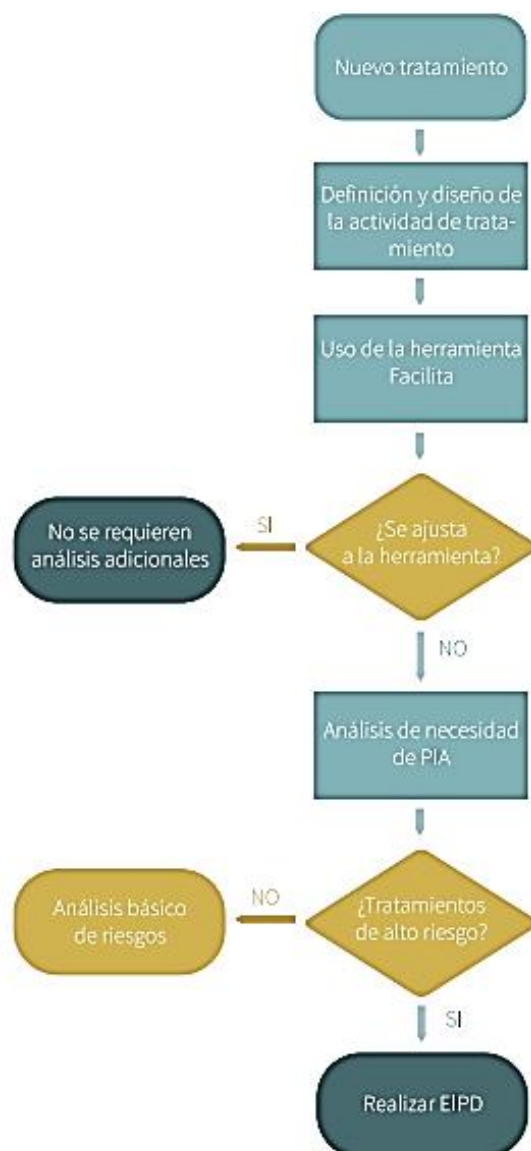 Nuevo tratamiento
Definición y diseño de
la actividad de trata-
miento
Uso de la herramienta
Facilita
¿Se ajusta
a la herramienta?
SI
No se requieren
análisis adicionales
NO
Análisis de necesidad
de PIA
¿Tratamientos
de alto riesgo?
NO
Análisis básico
de riesgos
SI
Realizar EIPD